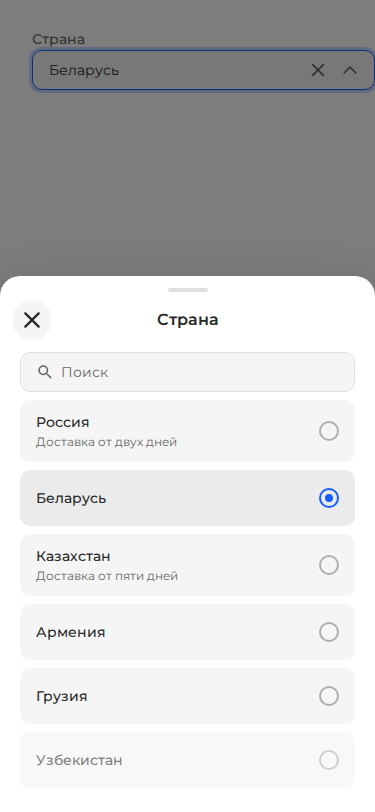 Страна
Беларусь
Страна
Поиск
Россия
Доставка от двух дней
Беларусь
Казахстан
Доставка от пяти дней
Армения
Грузия
Узбекистан